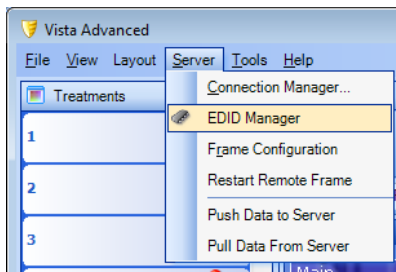 Vista Advanced
File View Layout Server Tools Help
Treatments
Connection Manager...
EDID Manager
1
Frame Configuration
Restart Remote Frame
2
Push Data to Server
3
Pull Data From Server
Main